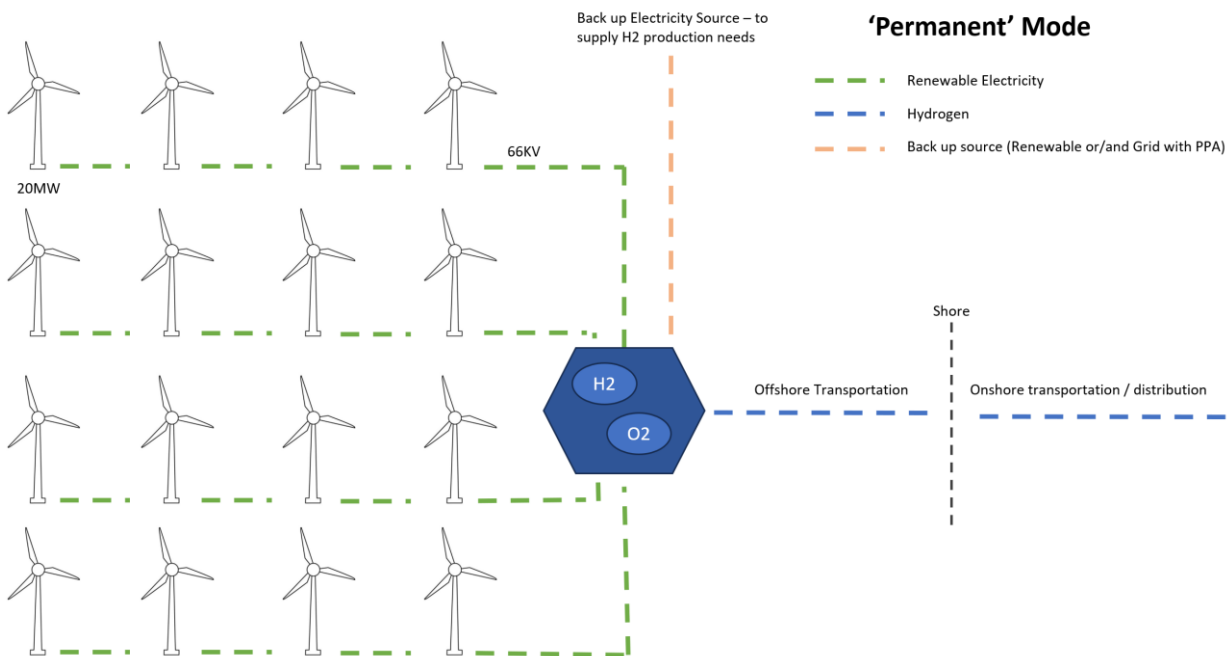 Back up Electricity Source – to
supply H2 production needs
'Permanent' Mode
Renewable Electricity
Hydrogen
Back up source (Renewable or/and Grid with PPA)
66KV
20MW
Shore
H2
O2
Offshore Transportation
Onshore transportation / distribution